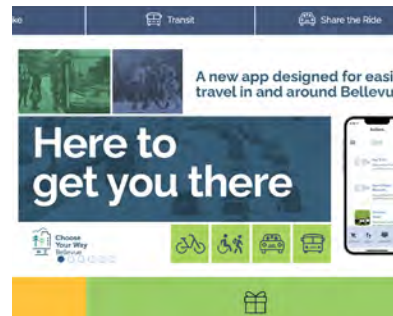 ke
Transit
Share the Ride
A new app designed for easi
travel in and around Bellevu
Here to
get you there
Choose
Your Way
Bellevue